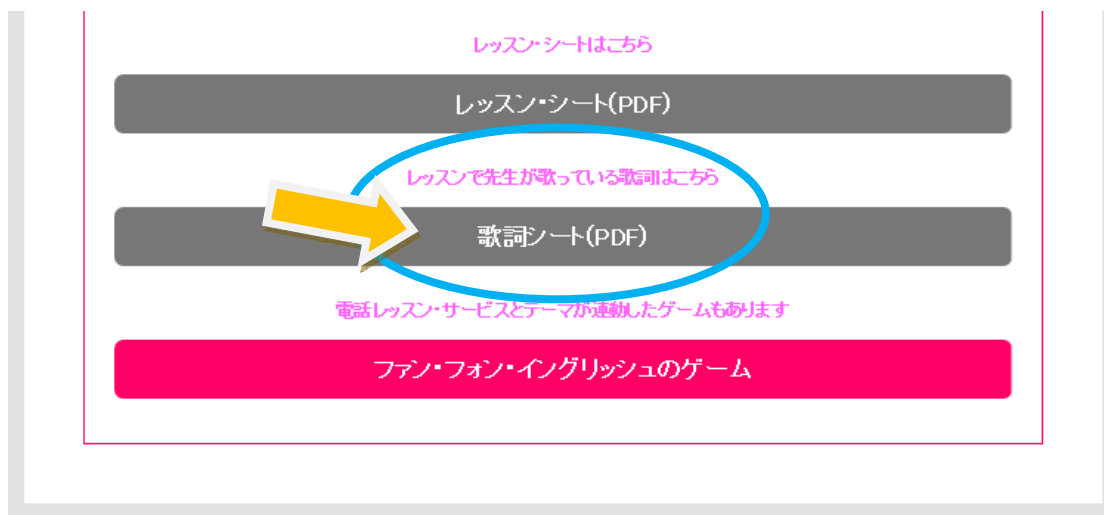 レッスン・シートはこちら
レッスン・シート(PDF)
レッスンで先生が歌っている歌詞はこちら
歌詞シート(PDF)
電話レッスン・サービスとテーマが連動したゲームもあります
ファン・フォン・イングリッシュのゲーム